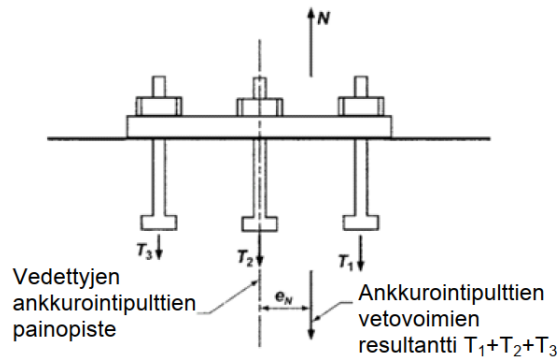 N
T3
T2
T1
eN
Vedettyjen
ankkurointipulttien
painopiste
Ankkurointipulttien
vetovoimien
resultantti T1+T2+T3